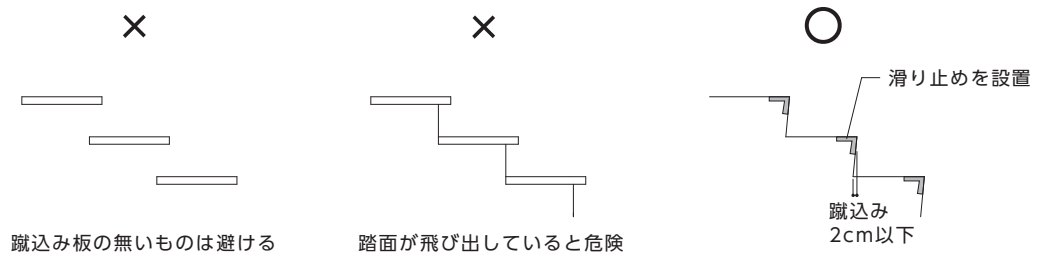 滑り止めを設置
蹴込み
2cm以下
蹴込み板の無いものは避ける
踏面が飛び出していると危険